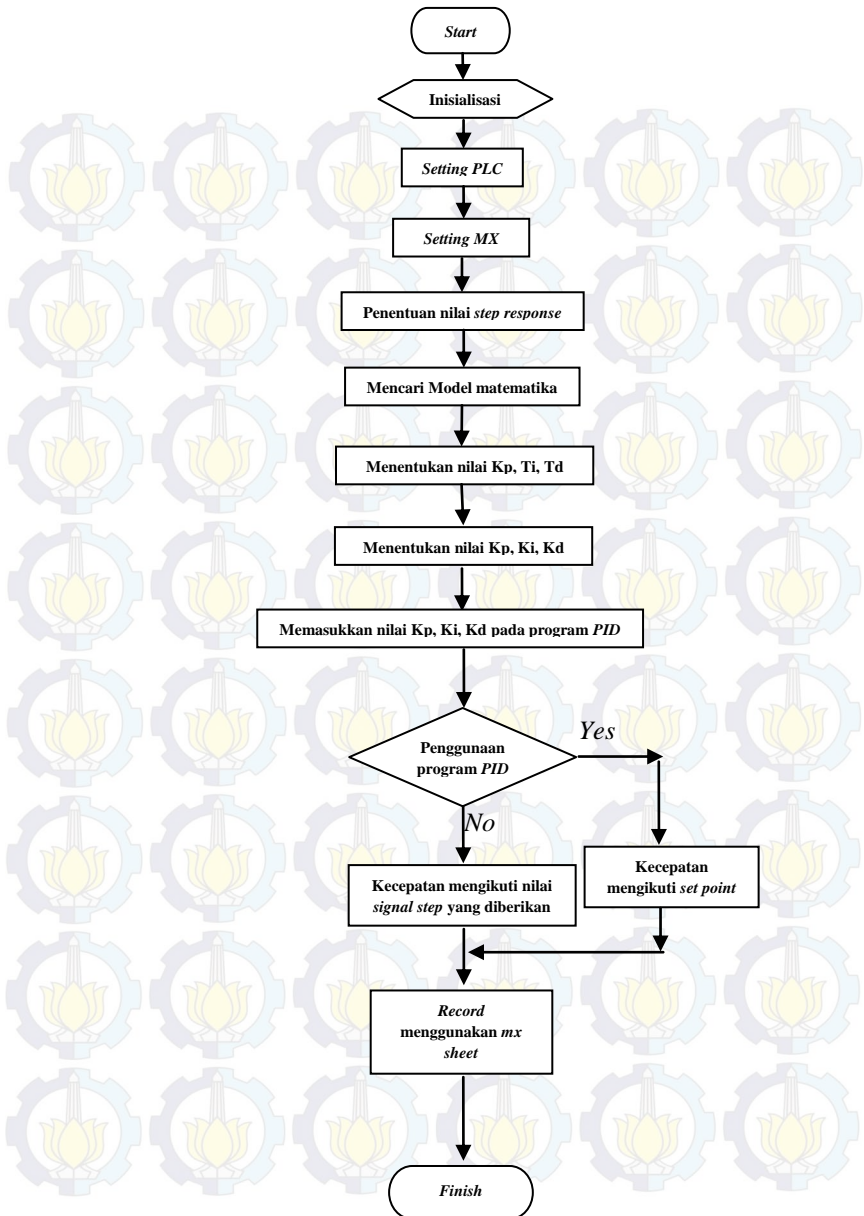 Start
Inisialisasi
Setting PLC
Setting MX
Penentuan nilai step response
Mencari Model matematika
Menentukan nilai Kp, Ti, Td
Menentukan nilai Kp, Ki, Kd
Memasukkan nilai Kp, Ki, Kd pada program PID
Penggunaan
program PID
Yes
No
Kecepatan mengikuti nilai
signal step yang diberikan
Kecepatan
mengikuti set point
Record
menggunakan mx
sheet
Finish